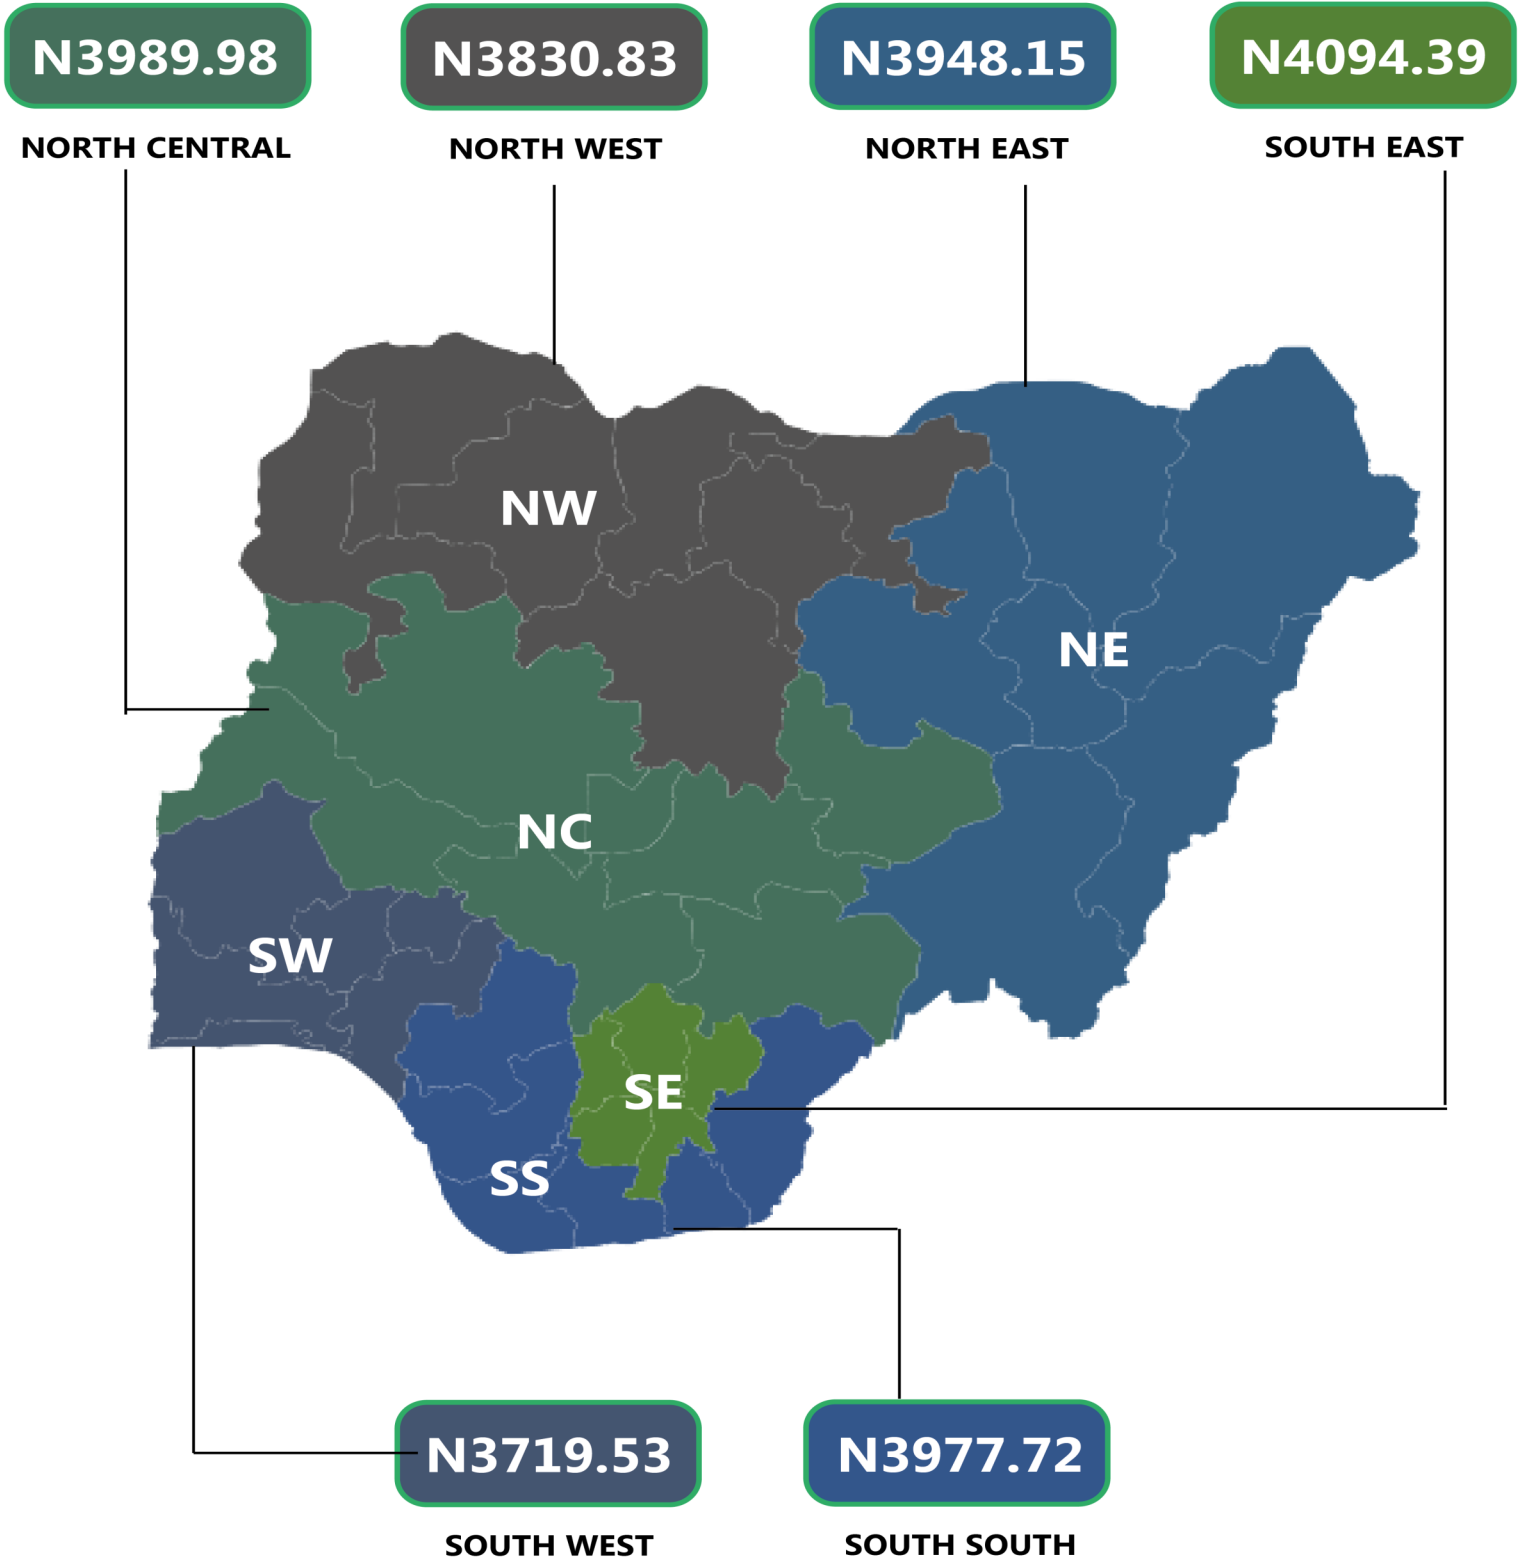 N3989.98
N3830.83
N3948.15
N4094.39
NORTH CENTRAL
NORTH WEST
NORTH EAST
SOUTH EAST
NW
NE
NC
SW
SE
SS
N3719.53
N3977.72
SOUTH WEST
SOUTH SOUTH